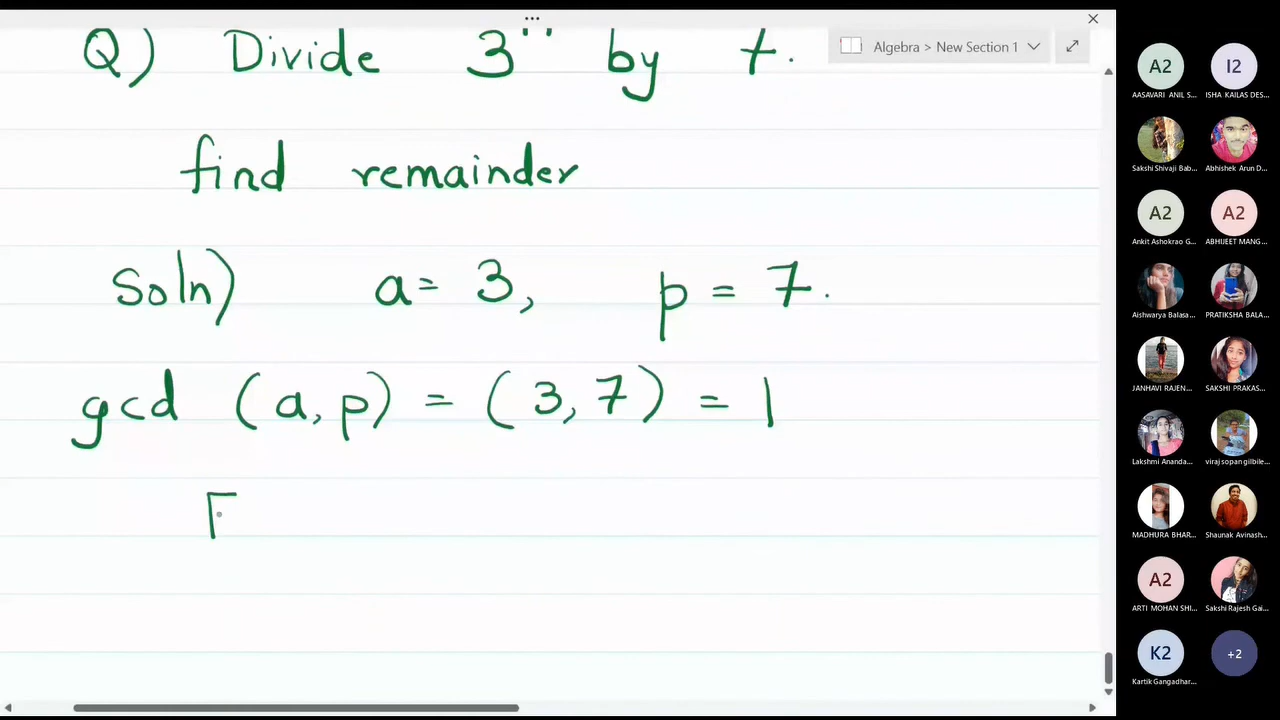 Algebra > New Section 1
Q) Divide 3 by 7.
find remainder
Soln) a = 3, p = 7.
gcd (a, p) = (3, 7) = 1
F
A2
AASAVARI ANIL S...
I2
ISHA KAILAS DES...
Sakshi Shivaji Bab...
Abhishek Arun D...
A2
Ankit Ashokrao G...
A2
ABHIJEET MANG...
Aishwarya Balasa...
PRATIKSHA BALA...
JANHAVI RAJEN...
SAKSHI PRAKAS...
Lakshmi Ananda...
viraj sopan gilbile...
MADHURA BHAR...
Shaunak Avinash...
A2
ARTI MOHAN SHI...
Sakshi Rajesh Gai...
K2
Kartik Gangadhar...
+2